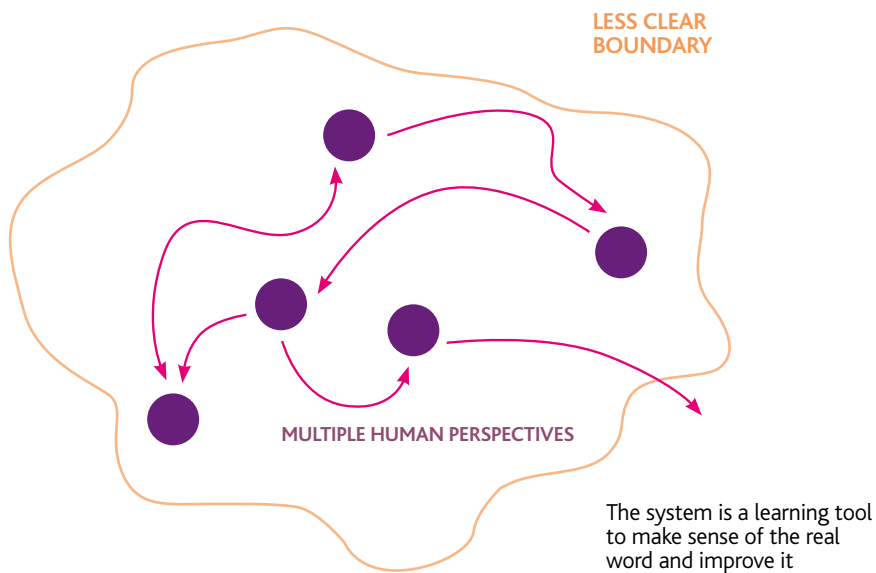 LESS CLEAR
BOUNDARY
MULTIPLE HUMAN PERSPECTIVES
The system is a learning tool
to make sense of the real
word and improve it